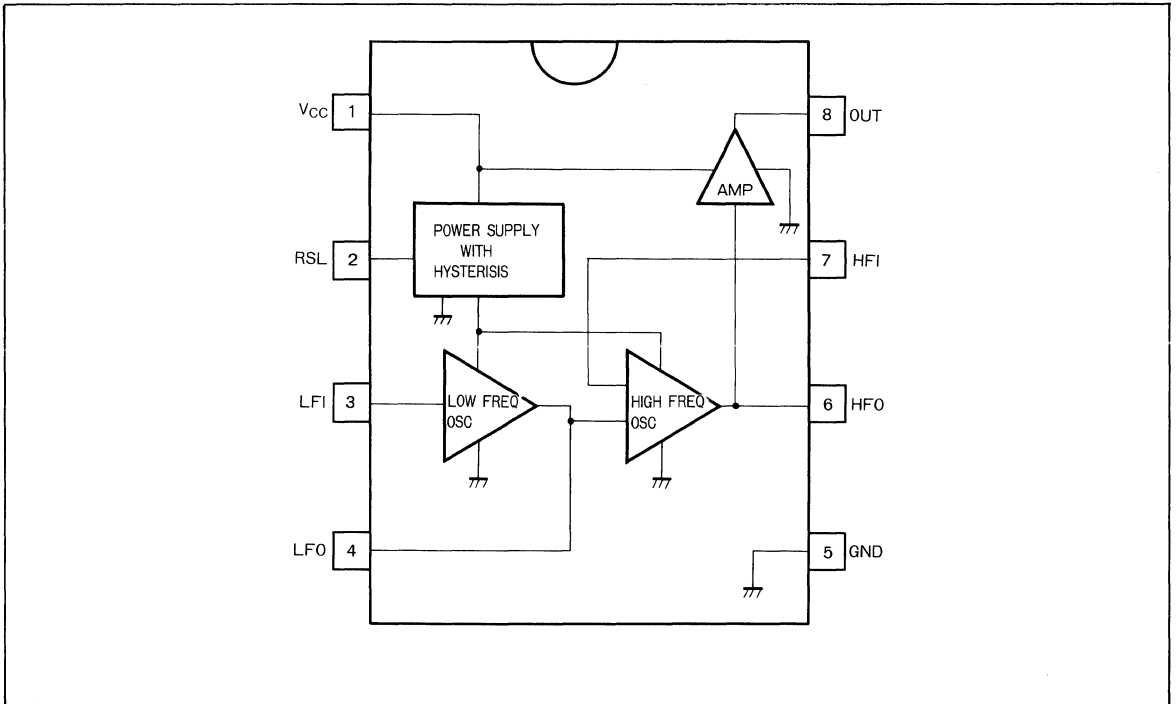 VCC 1
8 OUT
AMP
POWER SUPPLY
WITH
HYSTERISIS
RSL 2
7 HFI
LFI 3
LOW FREQ
OSC
HIGH FREQ
OSC
6 HFO
LFO 4
5 GND